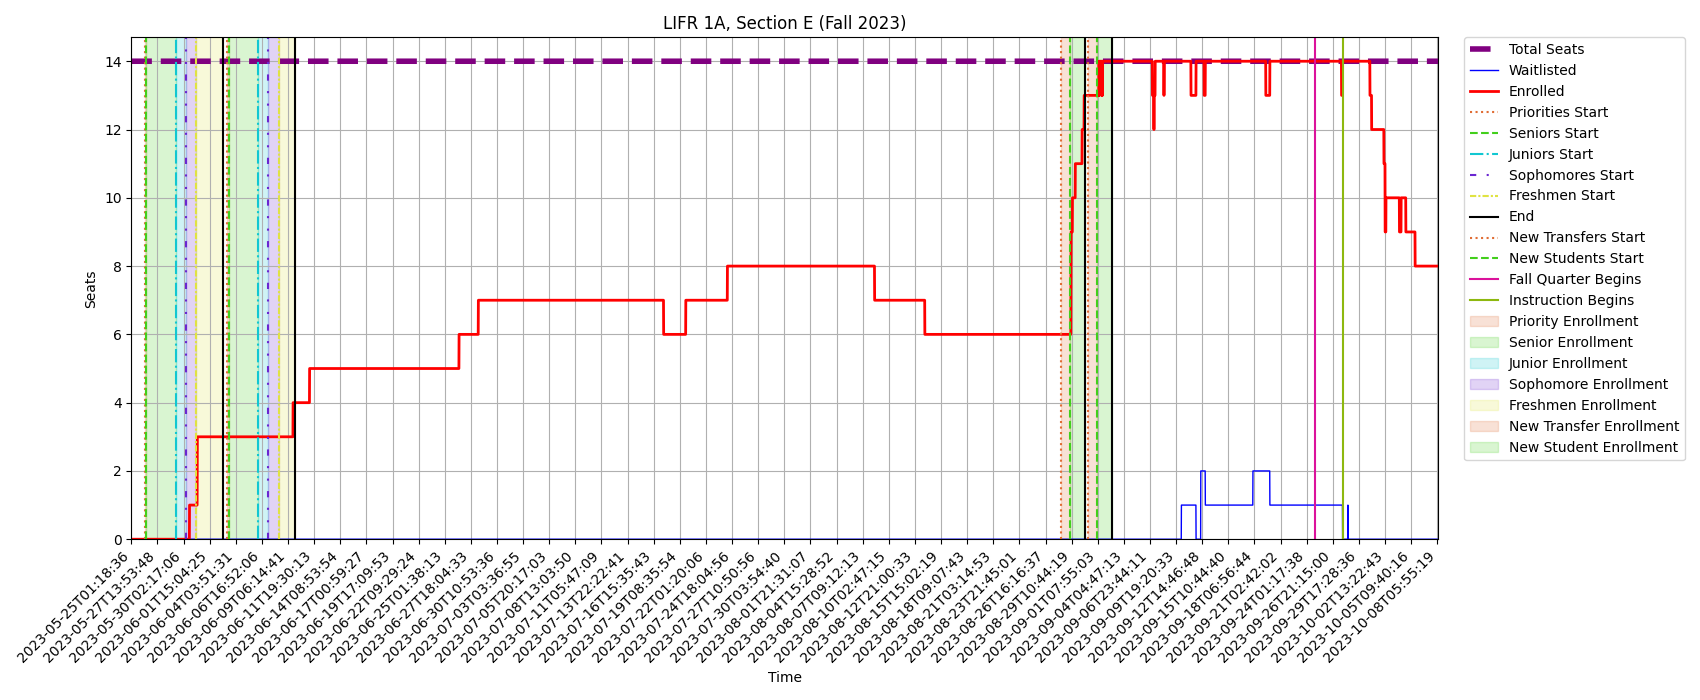 LIFR 1A, Section E (Fall 2023)
Seats
14
12
10
8
6
4
2
0
2023-05-25T01:18:36
2023-05-27T13:53:48
2023-05-30T02:17:06
2023-06-01T15:04:25
2023-06-04T03:51:31
2023-06-06T16:52:06
2023-06-09T06:14:41
2023-06-11T19:30:13
2023-06-14T08:53:54
2023-06-17T00:59:27
2023-06-19T17:09:53
2023-06-22T09:29:24
2023-06-25T01:38:13
2023-06-27T18:04:33
2023-06-30T10:53:36
2023-07-03T03:36:55
2023-07-05T20:17:03
2023-07-08T13:03:50
2023-07-11T05:47:09
2023-07-13T22:22:41
2023-07-16T15:35:43
2023-07-19T08:35:54
2023-07-22T01:20:06
2023-07-24T18:04:56
2023-07-27T10:50:56
2023-07-30T03:54:40
2023-08-01T21:31:07
2023-08-04T15:28:52
2023-08-07T09:12:13
2023-08-10T02:47:15
2023-08-12T21:00:33
2023-08-15T15:02:19
2023-08-18T09:07:43
2023-08-21T03:14:53
2023-08-23T21:45:01
2023-08-26T16:16:37
2023-08-29T10:44:19
2023-09-01T07:55:03
2023-09-04T04:47:13
2023-09-06T23:44:11
2023-09-09T19:20:33
2023-09-12T14:46:48
2023-09-15T10:44:40
2023-09-18T06:56:44
2023-09-21T02:42:02
2023-09-24T01:17:38
2023-09-26T21:15:00
2023-09-29T17:28:36
2023-10-02T13:22:43
2023-10-05T09:40:16
2023-10-08T05:55:19
Time
Total Seats
Waitlisted
Enrolled
Priorities Start
Seniors Start
Juniors Start
Sophomores Start
Freshmen Start
End
New Transfers Start
New Students Start
Fall Quarter Begins
Instruction Begins
Priority Enrollment
Senior Enrollment
Junior Enrollment
Sophomore Enrollment
Freshmen Enrollment
New Transfer Enrollment
New Student Enrollment